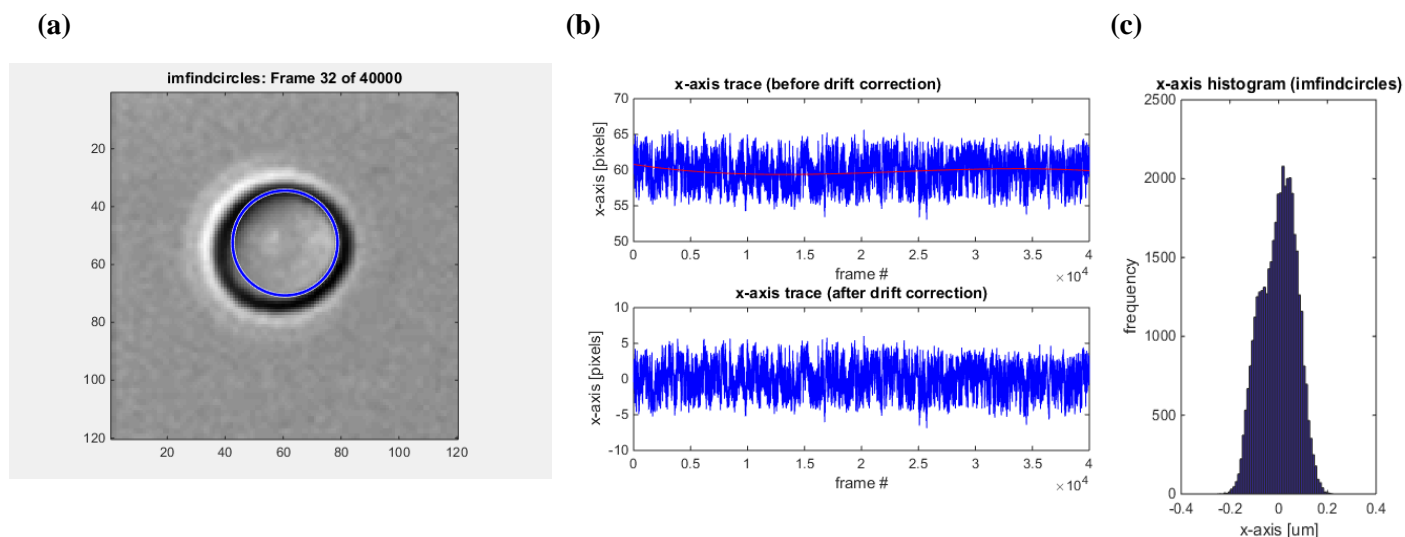 (a)
imfindcircles: Frame 32 of 40000
20
40
60
80
100
120
20 40 60 80 100 120
(b)
x-axis trace (before drift correction)
x-axis [pixels]
70
65
60
55
50
0 0.5 1 1.5 2 2.5 3 3.5 4
frame #
×10⁴
x-axis trace (after drift correction)
x-axis [pixels]
10
5
0
-5
-10
0 0.5 1 1.5 2 2.5 3 3.5 4
frame #
×10⁴
(c)
x-axis histogram (imfindcircles)
frequency
2500
2000
1500
1000
500
0
-0.4 -0.2 0 0.2 0.4
x-axis [um]